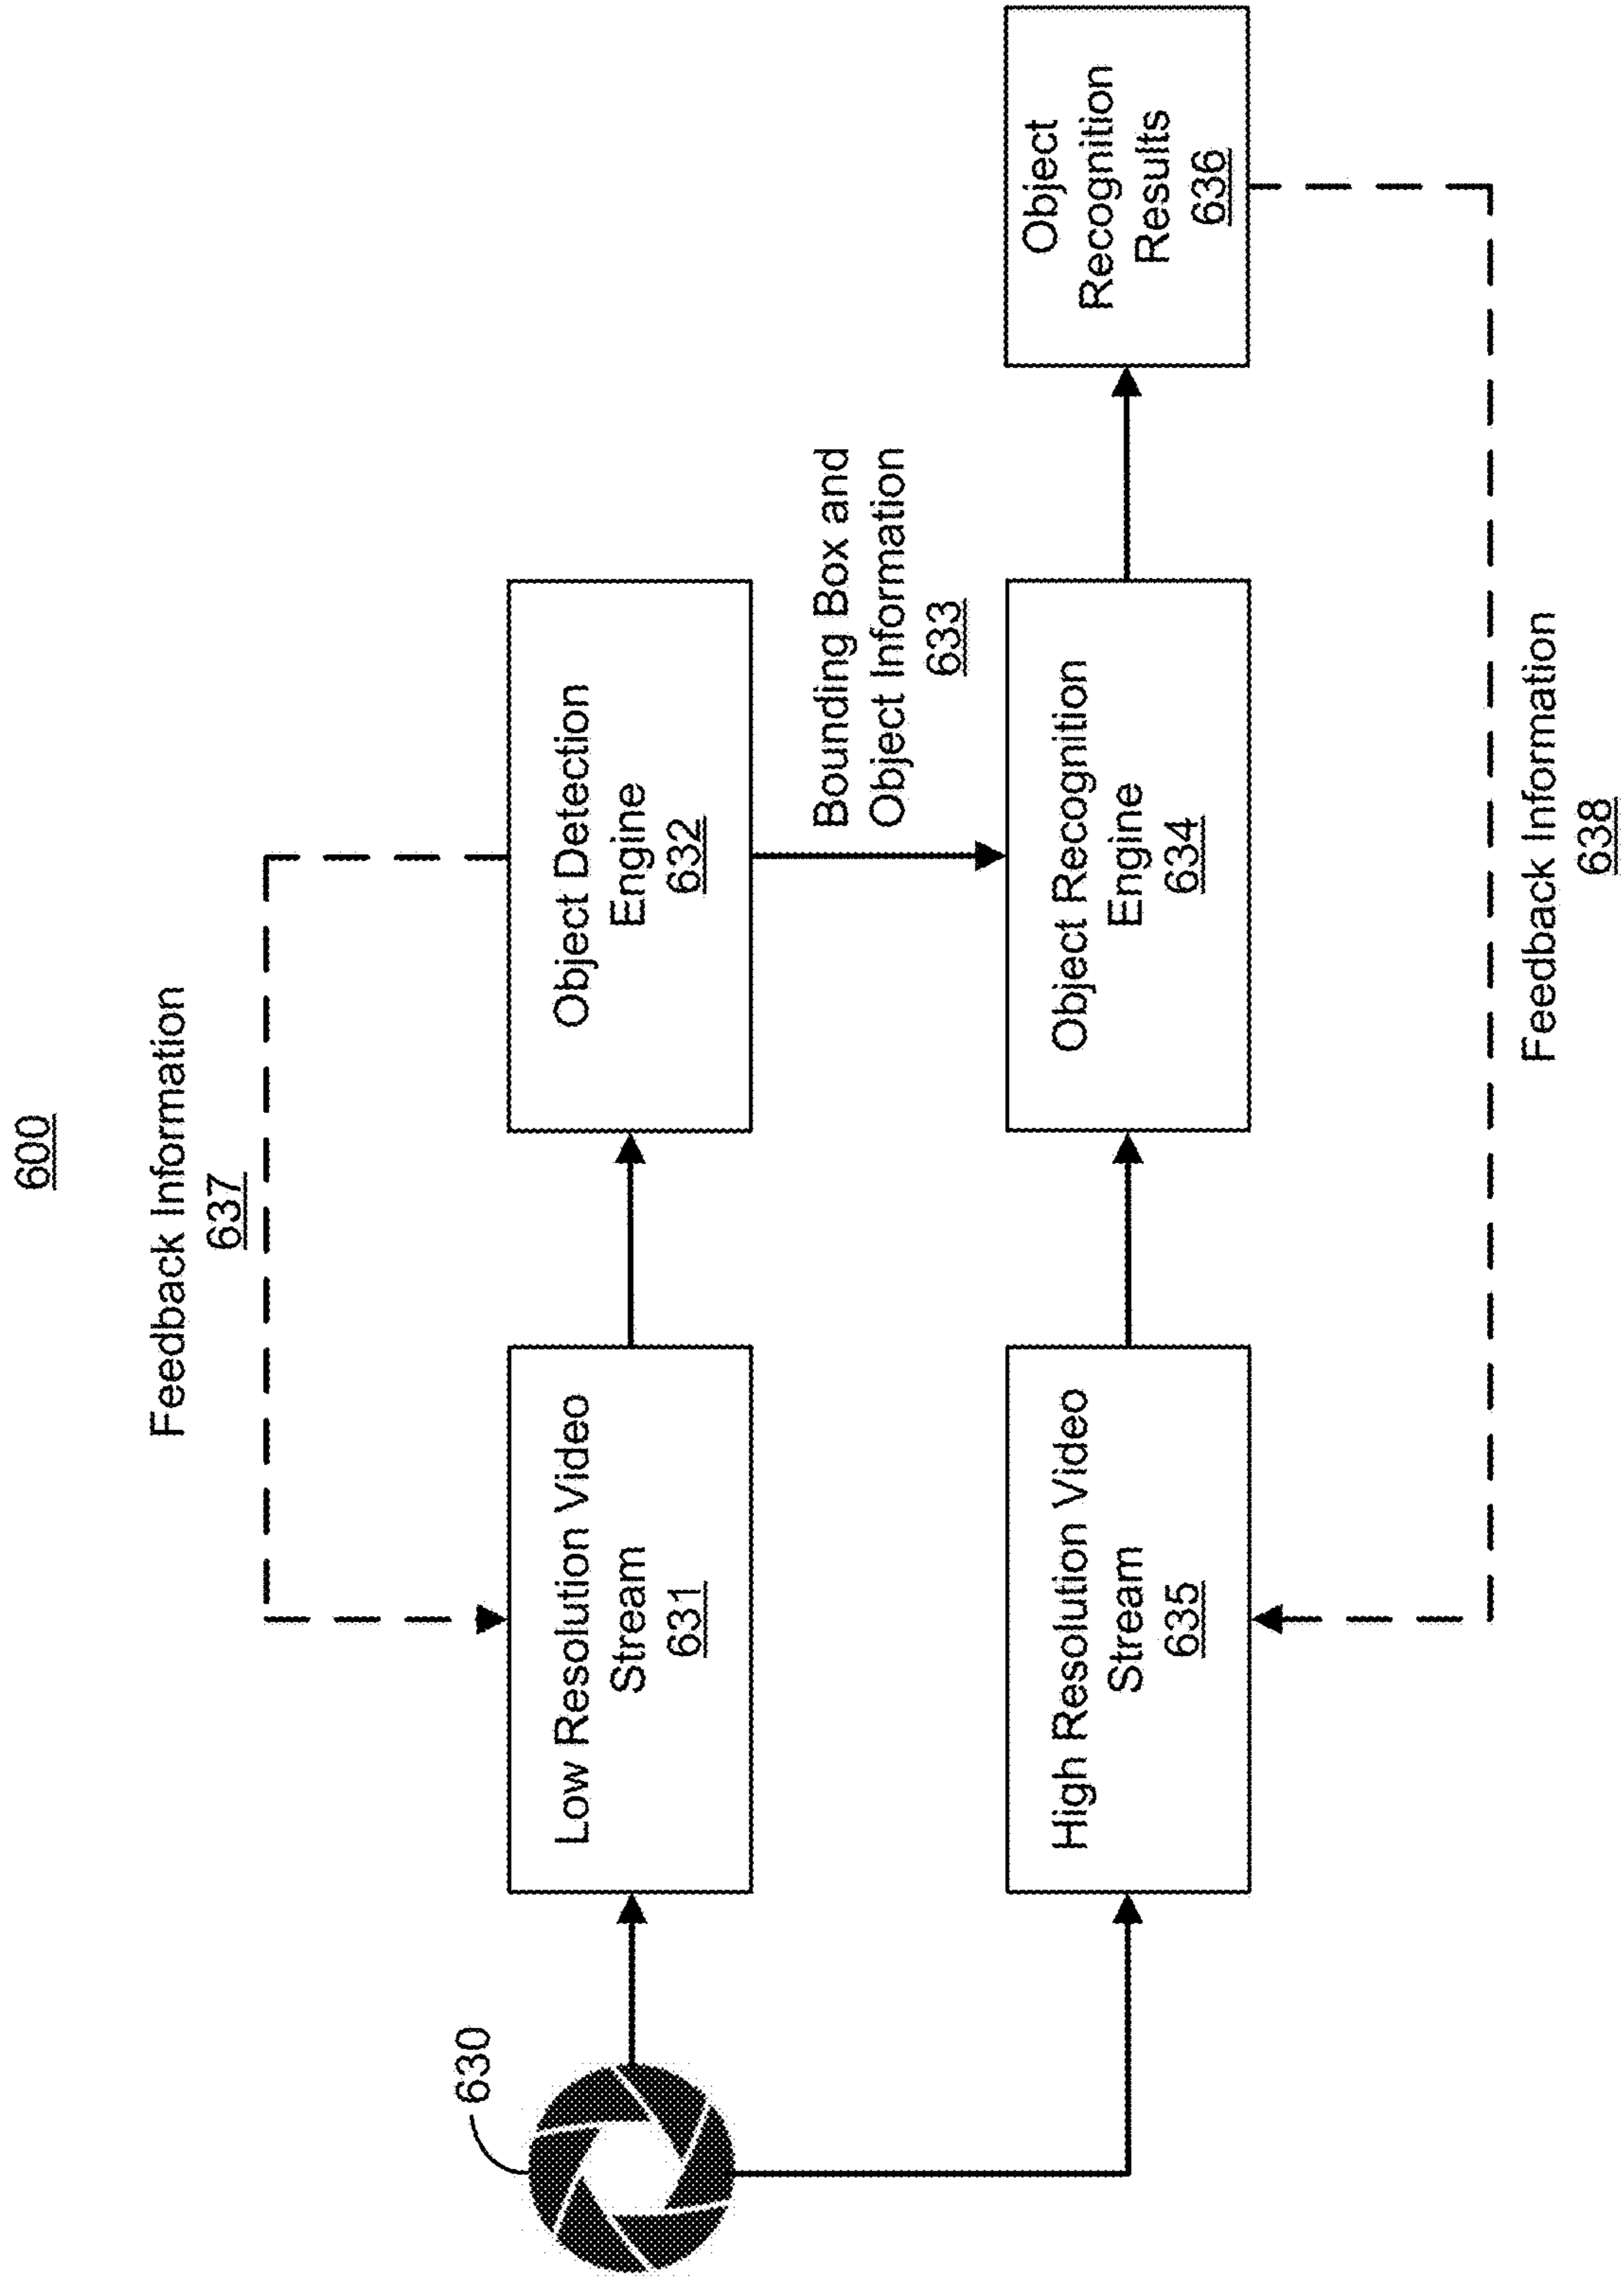 600
Feedback Information
637
630
Low Resolution Video
Stream
631
Object Detection
Engine
632
Bounding Box and
Object Information
633
High Resolution Video
Stream
635
Object Recognition
Engine
634
Object
Recognition
Results
636
Feedback Information
638